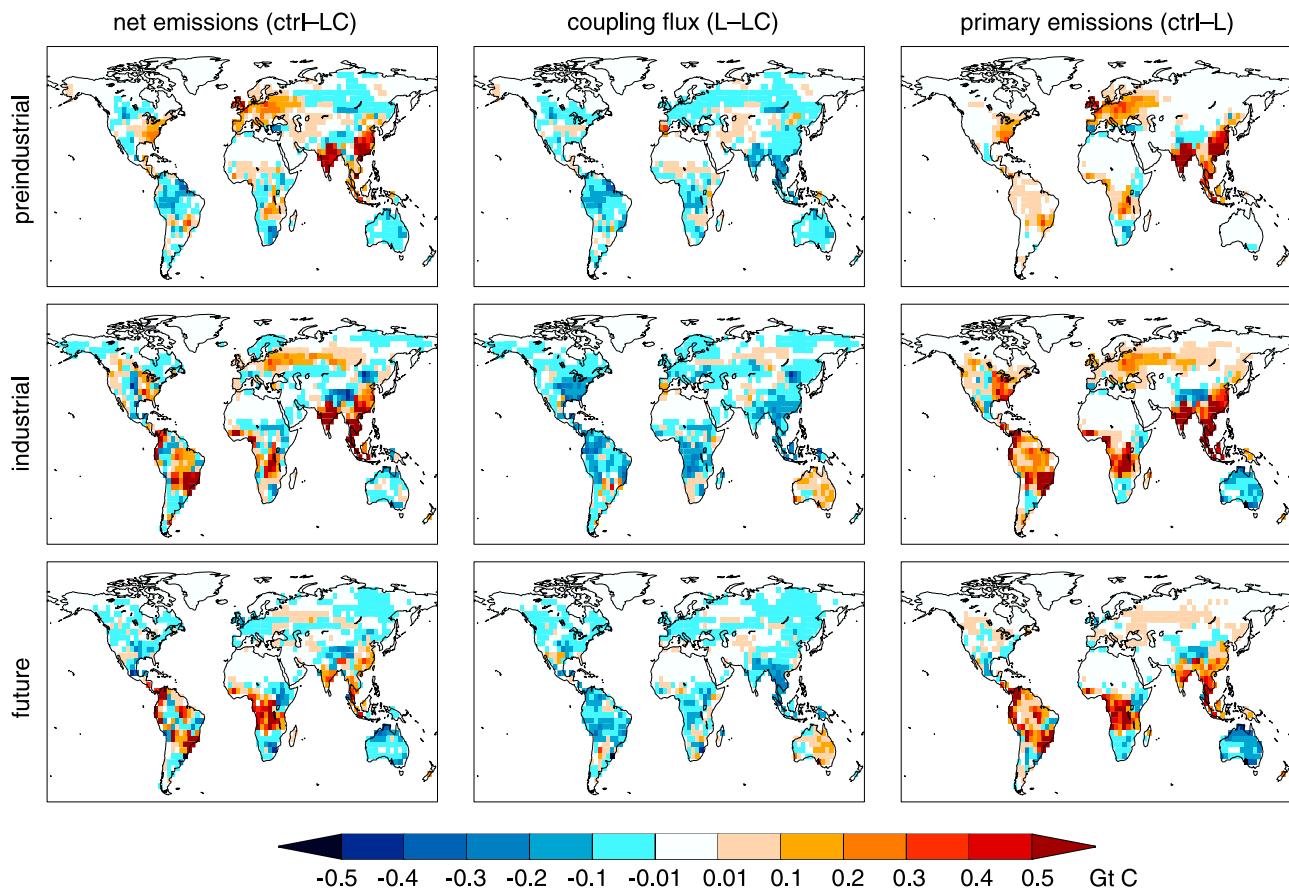 net emissions (ctrl–LC) coupling flux (L–LC) primary emissions (ctrl–L)
preindustrial
industrial
future
-0.5 -0.4 -0.3 -0.2 -0.1 -0.01 0.01 0.1 0.2 0.3 0.4 0.5 Gt C